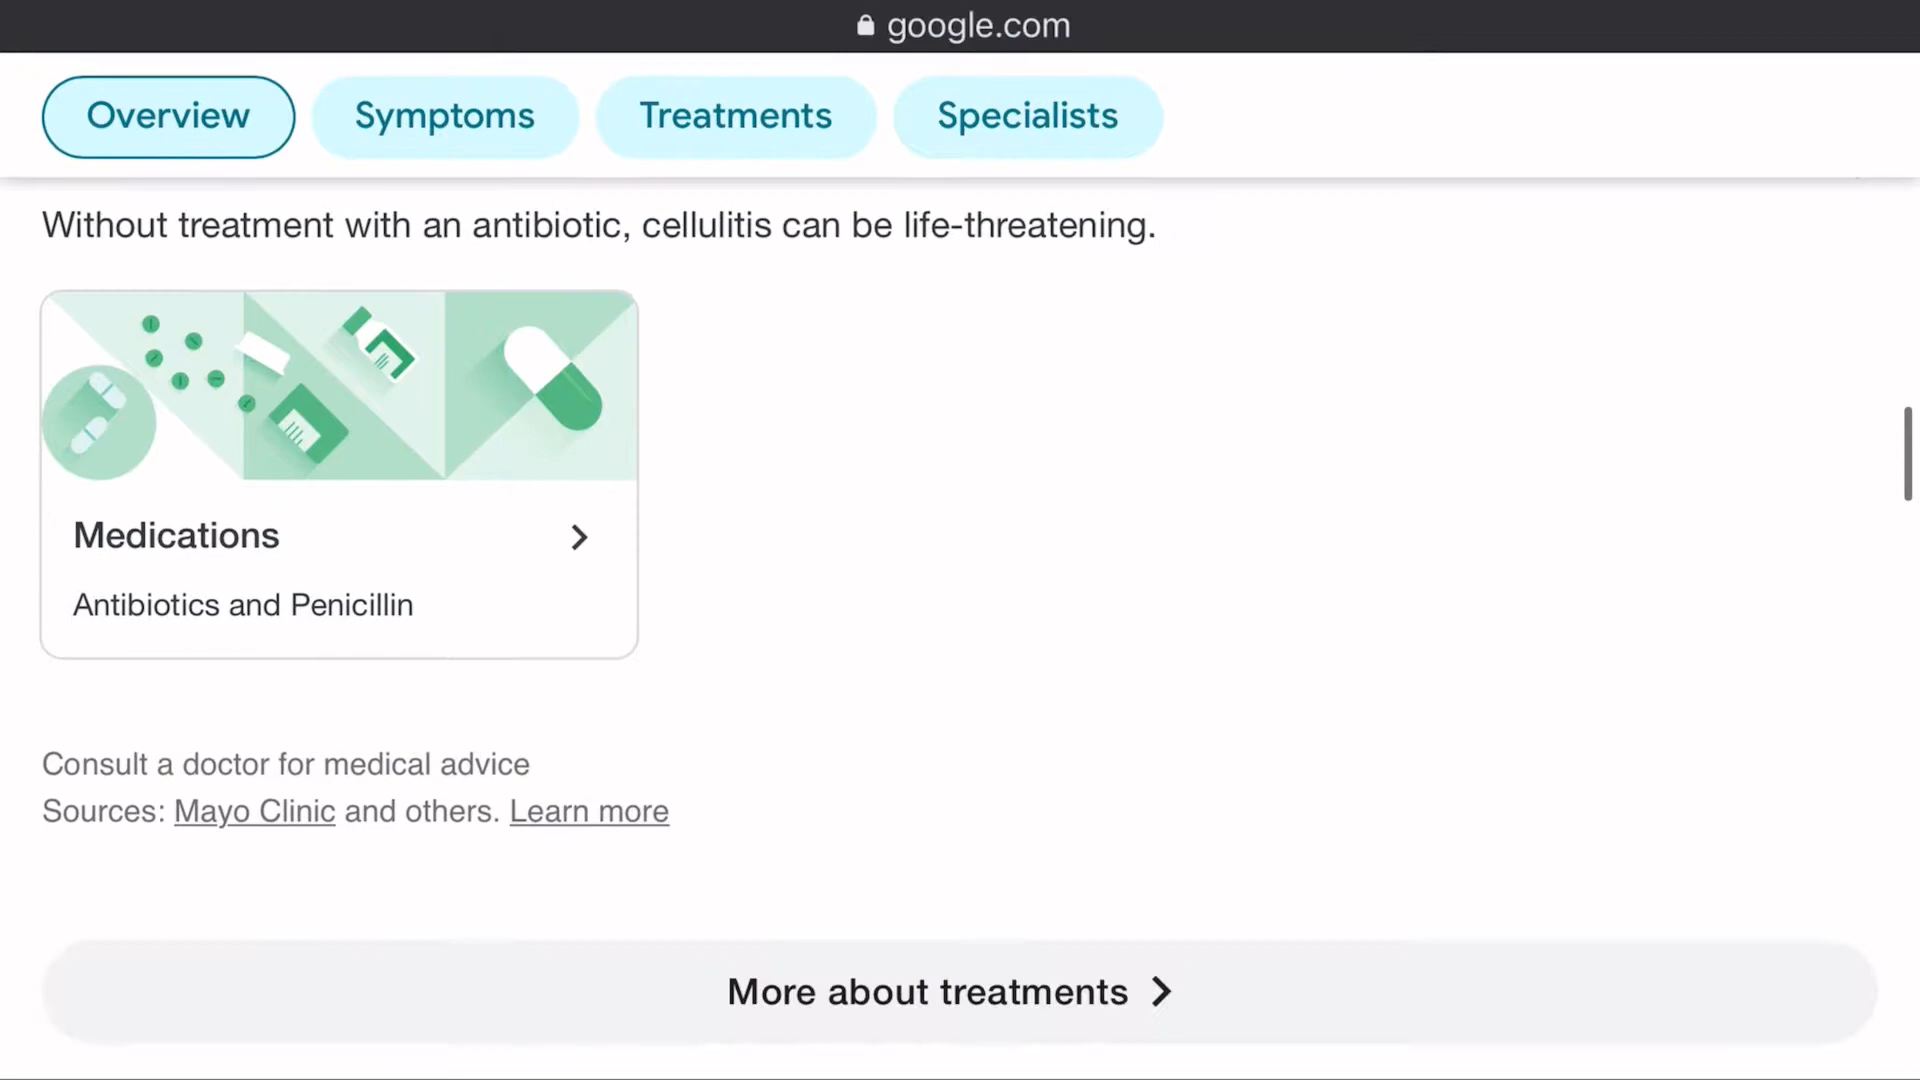 google.com
Overview
Symptoms
Treatments
Specialists
Without treatment with an antibiotic, cellulitis can be life-threatening.
Medications
Antibiotics and Penicillin
Consult a doctor for medical advice
Sources: Mayo Clinic and others. Learn more
More about treatments